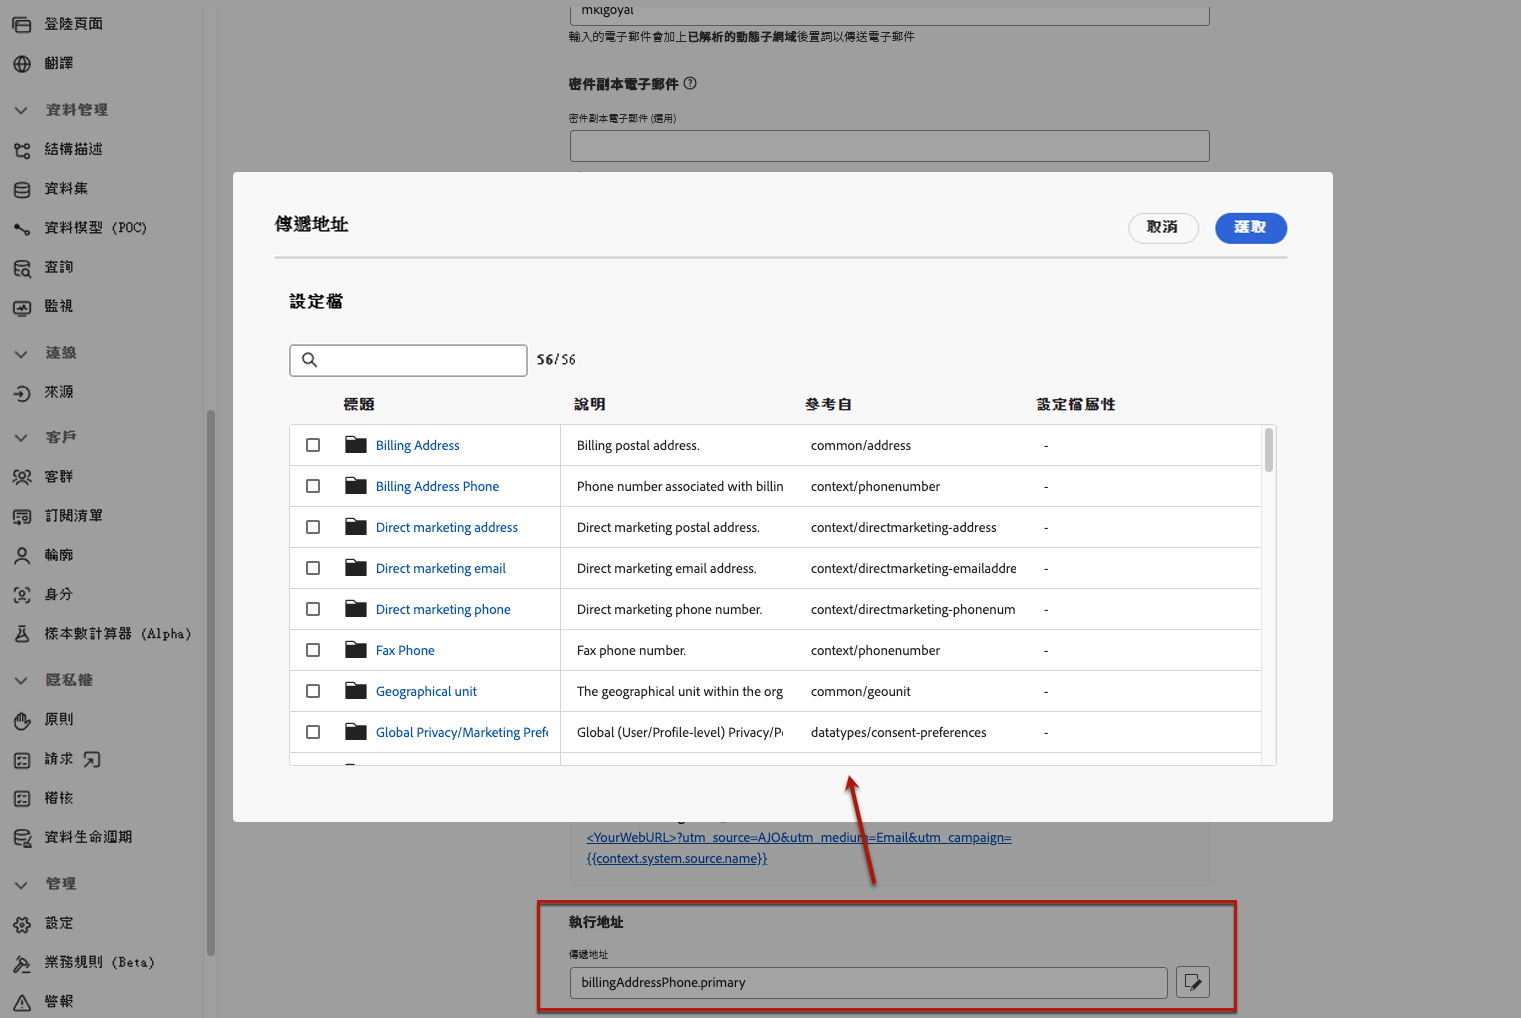 登陸頁面
翻譯
資料管理
結構描述
資料集
資料模型 (POC)
查詢
監視
連線
來源
客戶
客群
訂閱清單
輪廓
身分
樣本數計算器 (Alpha)
隱私權
原則
請求
稽核
資料生命週期
管理
設定
業務規則 (Beta)
警報
mklgoyal
輸入的電子郵件會加上已解析的動態子網域後置詞以傳送電子郵件
密件副本電子郵件
密件副本電子郵件 (選用)
傳遞地址
取消
選取
設定檔
56/56
標題 說明 參考自 設定檔屬性
Billing Address Billing postal address. common/address -
Billing Address Phone Phone number associated with billin context/phonenumber -
Direct marketing address Direct marketing postal address. context/directmarketing-address -
Direct marketing email Direct marketing email address. context/directmarketing-emailaddre -
Direct marketing phone Direct marketing phone number. context/directmarketing-phonenum -
Fax Phone Fax phone number. context/phonenumber -
Geographical unit The geographical unit within the org common/geounit -
Global Privacy/Marketing Prefe Global (User/Profile-level) Privacy/P datatypes/consent-preferences -
<YourWebURL>?utm_source=AJO&utm_medium=Email&utm_campaign=
{{context.system.source.name}}
執行地址
傳遞地址
billingAddressPhone.primary